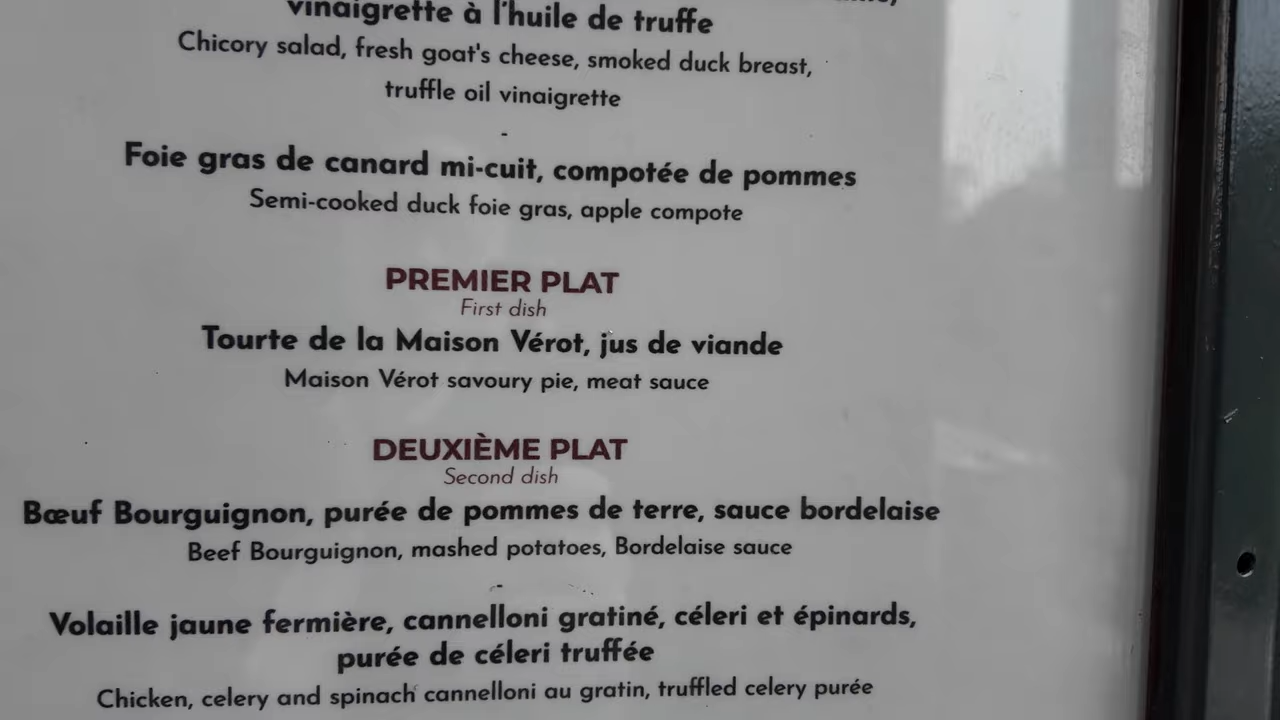 vinaigrette à l'huile de truffe
Chicory salad, fresh goat's cheese, smoked duck breast,
truffle oil vinaigrette
-
Foie gras de canard mi-cuit, compotée de pommes
Semi-cooked duck foie gras, apple compote
PREMIER PLAT
First dish
Tourte de la Maison Vérot, jus de viande
Maison Vérot savoury pie, meat sauce
DEUXIÈME PLAT
Second dish
Bœuf Bourguignon, purée de pommes de terre, sauce bordelaise
Beef Bourguignon, mashed potatoes, Bordelaise sauce
-
Volaille jaune fermière, cannelloni gratiné, céleri et épinards,
purée de céleri truffée
Chicken, celery and spinach cannelloni au gratin, truffled celery purée